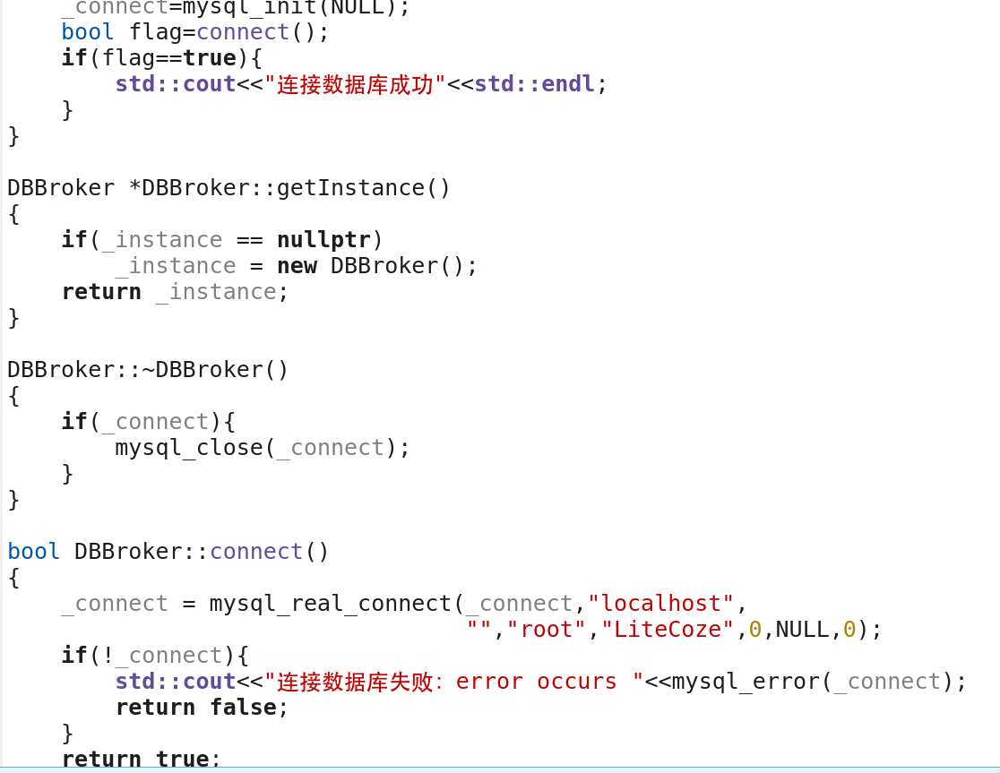 _connect=mysql_init(NULL);
    bool flag=connect();
    if(flag==true){
        std::cout<<"连接数据库成功"<<std::endl;
    }
}

DBBroker *DBBroker::getInstance()
{
    if(_instance == nullptr)
        _instance = new DBBroker();
    return _instance;
}

DBBroker::~DBBroker()
{
    if(_connect){
        mysql_close(_connect);
    }
}

bool DBBroker::connect()
{
    _connect = mysql_real_connect(_connect,"localhost",
                                  "","root","LiteCoze",0,NULL,0);
    if(!_connect){
        std::cout<<"连接数据库失败：error occurs "<<mysql_error(_connect);
        return false;
    }
    return true;